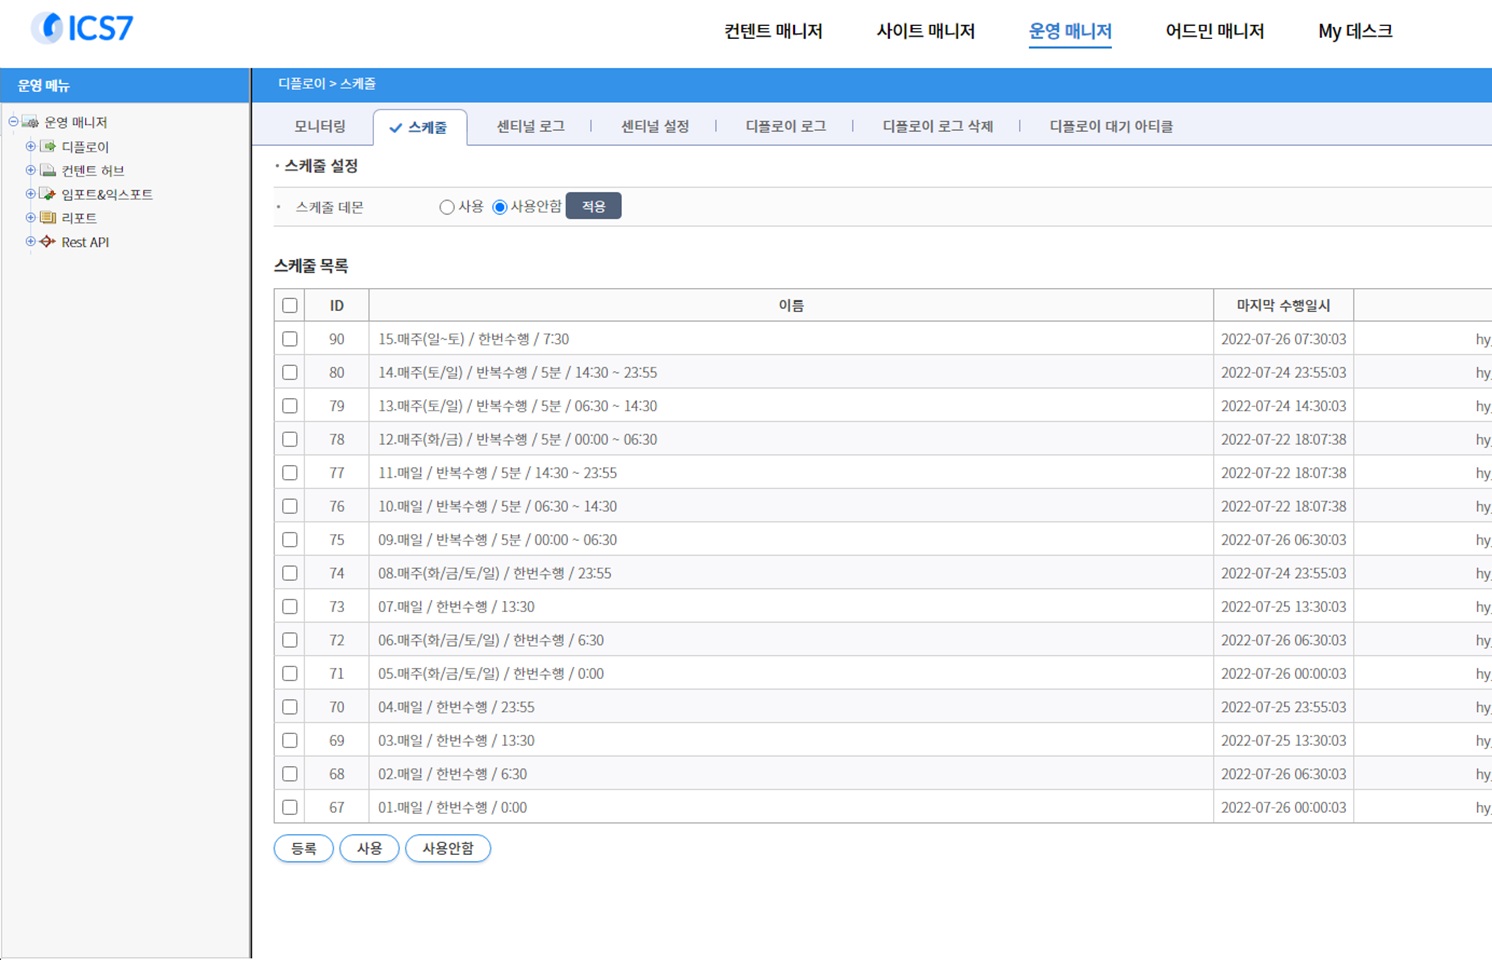 ICS7
컨텐트 매니저 사이트 매니저 운영 매니저 어드민 매니저 My 데스크
운영 메뉴
디플로이 > 스케줄
운영 매니저
디플로이
컨텐트 허브
임포트&익스포트
리포트
Rest API
모니터링 스케줄 센티널 로그 센티널 설정 디플로이 로그 디플로이 로그 삭제 디플로이 대기 아티클
· 스케줄 설정
· 스케줄 데몬 사용 사용안함 적용
스케줄 목록
ID 이름 마지막 수행일시
90 15.매주(일~토) / 한번수행 / 7:30 2022-07-26 07:30:03 hy_
80 14.매주(토/일) / 반복수행 / 5분 / 14:30 ~ 23:55 2022-07-24 23:55:03 hy_
79 13.매주(토/일) / 반복수행 / 5분 / 06:30 ~ 14:30 2022-07-24 14:30:03 hy_
78 12.매주(화/금) / 반복수행 / 5분 / 00:00 ~ 06:30 2022-07-22 18:07:38 hy_
77 11.매일 / 반복수행 / 5분 / 14:30 ~ 23:55 2022-07-22 18:07:38 hy_
76 10.매일 / 반복수행 / 5분 / 06:30 ~ 14:30 2022-07-22 18:07:38 hy_
75 09.매일 / 반복수행 / 5분 / 00:00 ~ 06:30 2022-07-26 06:30:03 hy_
74 08.매주(화/금/토/일) / 한번수행 / 23:55 2022-07-24 23:55:03 hy_
73 07.매일 / 한번수행 / 13:30 2022-07-25 13:30:03 hy_
72 06.매주(화/금/토/일) / 한번수행 / 6:30 2022-07-26 06:30:03 hy_
71 05.매주(화/금/토/일) / 한번수행 / 0:00 2022-07-26 00:00:03 hy_
70 04.매일 / 한번수행 / 23:55 2022-07-25 23:55:03 hy_
69 03.매일 / 한번수행 / 13:30 2022-07-25 13:30:03 hy_
68 02.매일 / 한번수행 / 6:30 2022-07-26 06:30:03 hy_
67 01.매일 / 한번수행 / 0:00 2022-07-26 00:00:03 hy_
등록 사용 사용안함